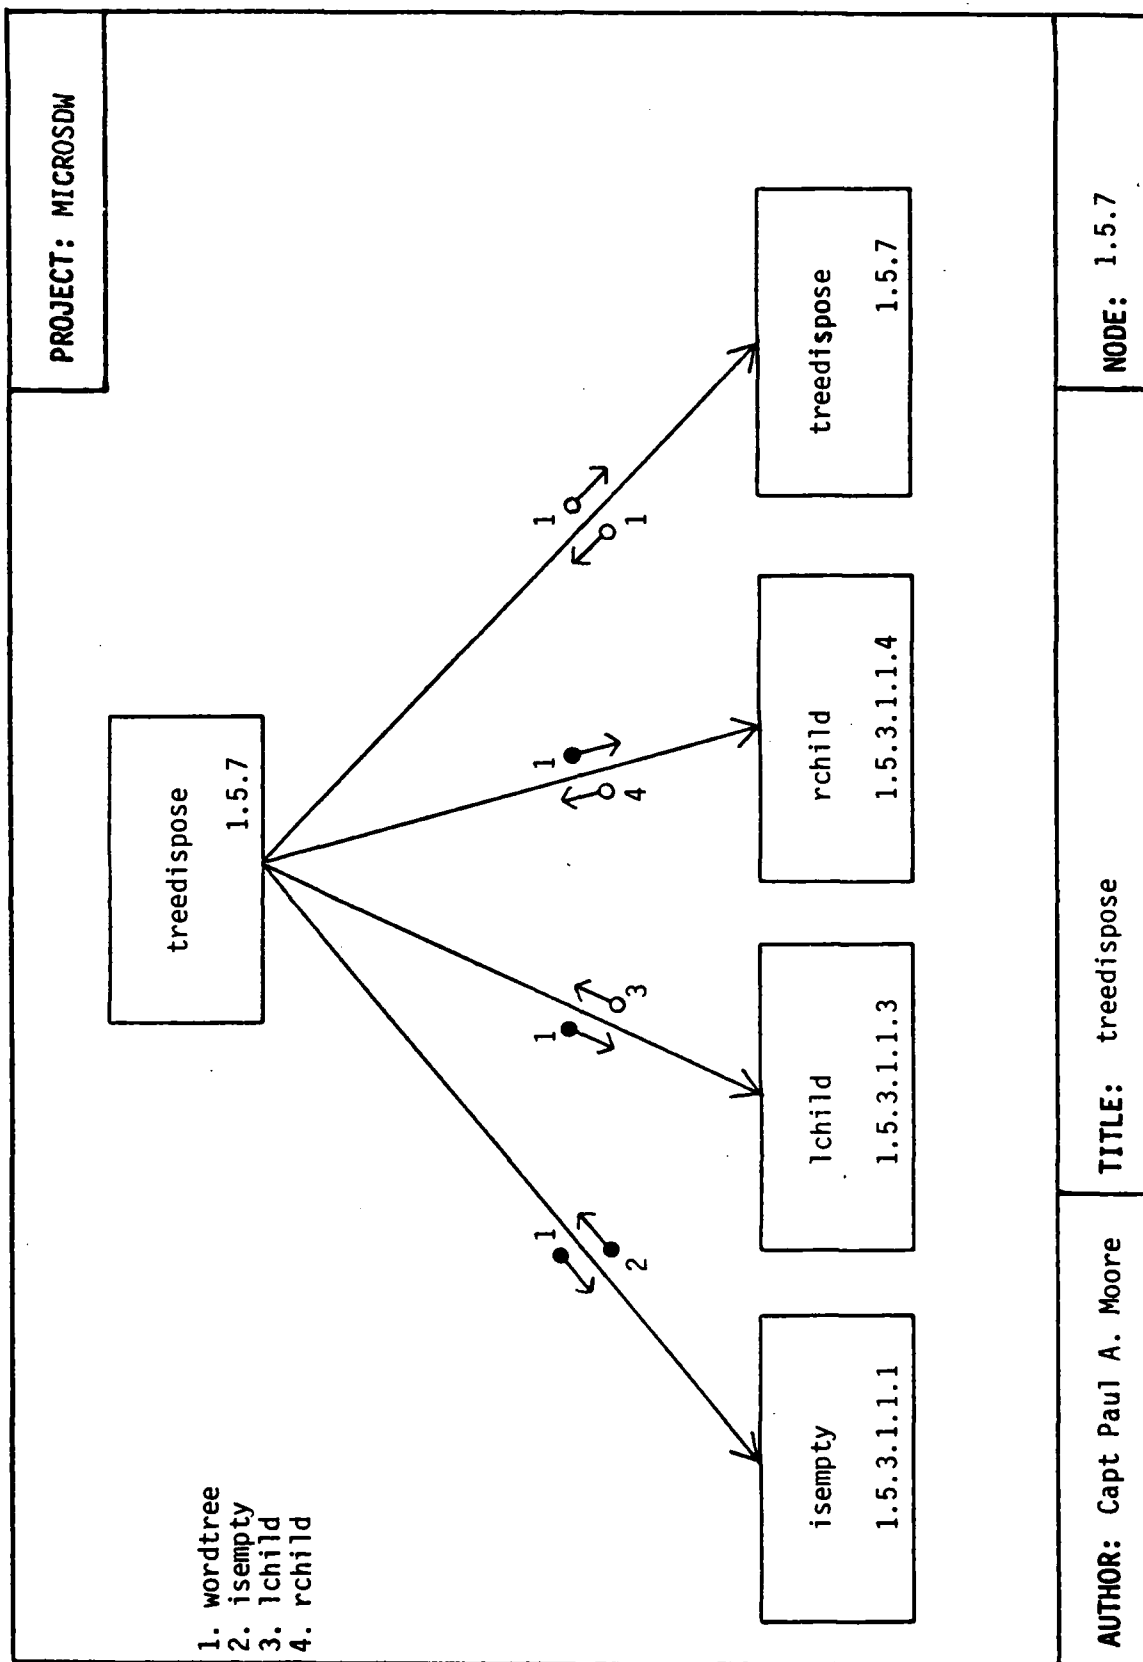 PROJECT: MICROSDW
1. wordtree
2. isempty
3. lchild
4. rchild
treedispose
1.5.7
1
2
1
3
1
4
1
1
isempty
1.5.3.1.1.1
lchild
1.5.3.1.1.3
rchild
1.5.3.1.1.4
treedispose
1.5.7
AUTHOR: Capt Paul A. Moore
TITLE: treedispose
NODE: 1.5.7